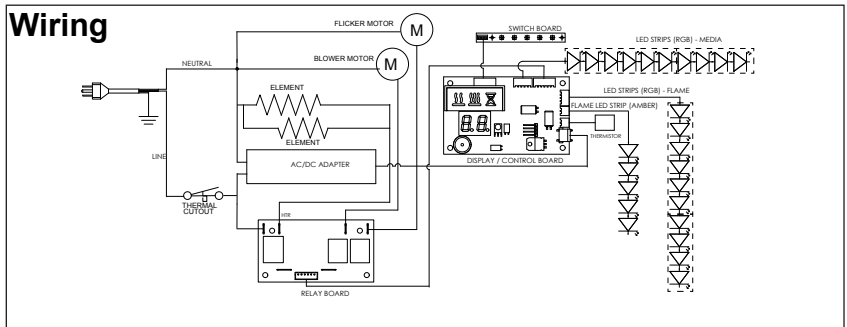 Wiring
FLICKER MOTOR
M
SWITCH BOARD
LED STRIPS (RGB) - MEDIA
BLOWER MOTOR
M
NEUTRAL
ELEMENT
ELEMENT
LED STRIPS (RGB) - FLAME
FLAME LED STRIP (AMBER)
88
THERMISTOR
LINE
AC/DC ADAPTER
DISPLAY / CONTROL BOARD
THERMAL
CUTOUT
HTR
RELAY BOARD